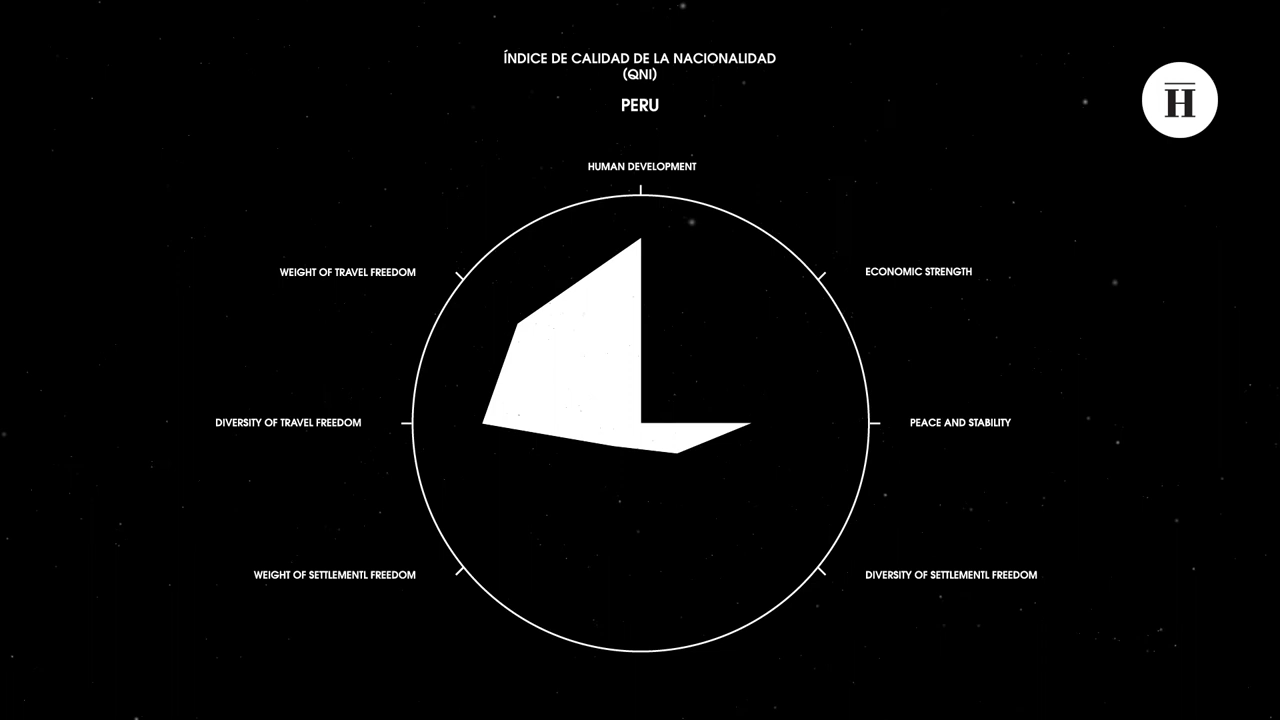 ÍNDICE DE CALIDAD DE LA NACIONALIDAD
(QNI)
PERU
H
HUMAN DEVELOPMENT
WEIGHT OF TRAVEL FREEDOM
ECONOMIC STRENGTH
DIVERSITY OF TRAVEL FREEDOM
PEACE AND STABILITY
WEIGHT OF SETTLEMENTL FREEDOM
DIVERSITY OF SETTLEMENTL FREEDOM